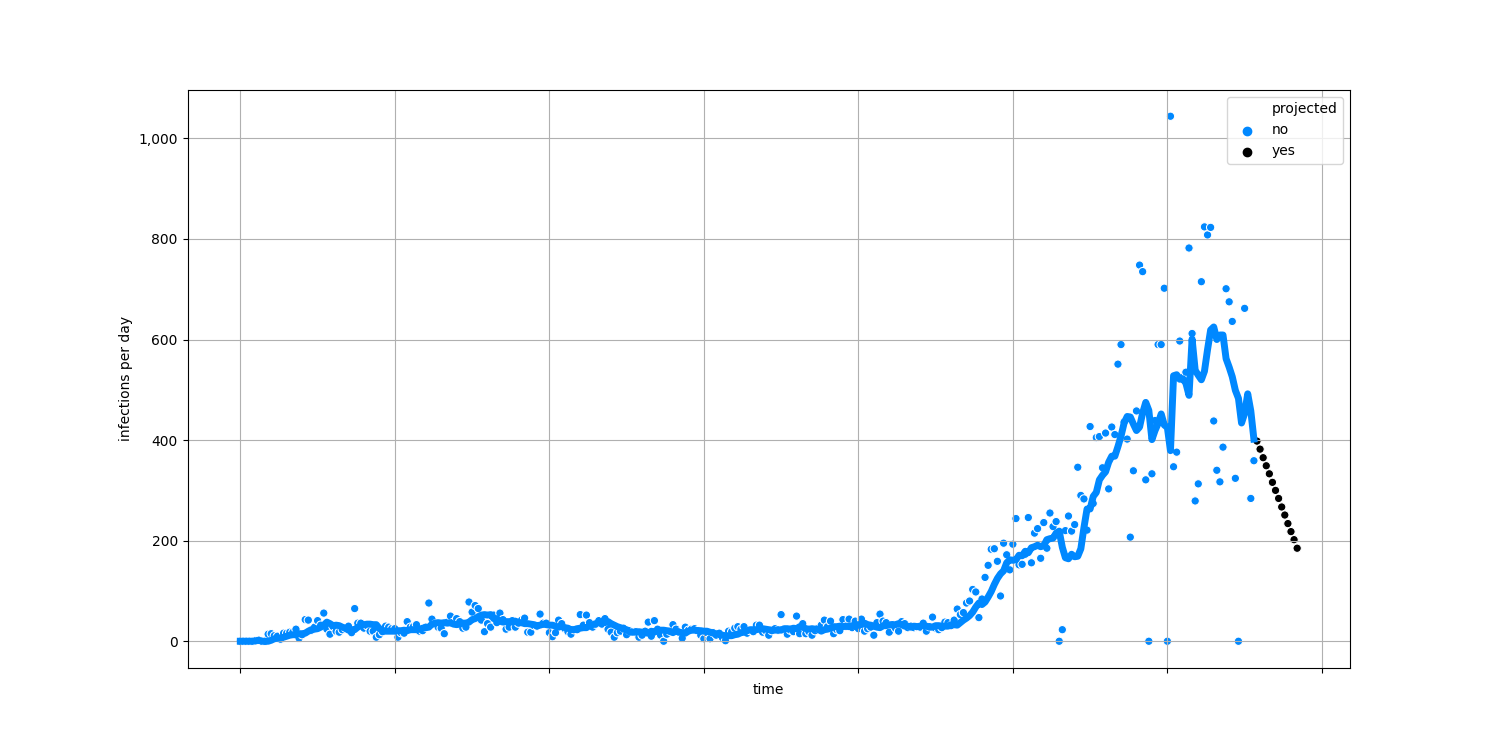 1,000
800
600
400
200
0
infections per day
time
projected
no
yes